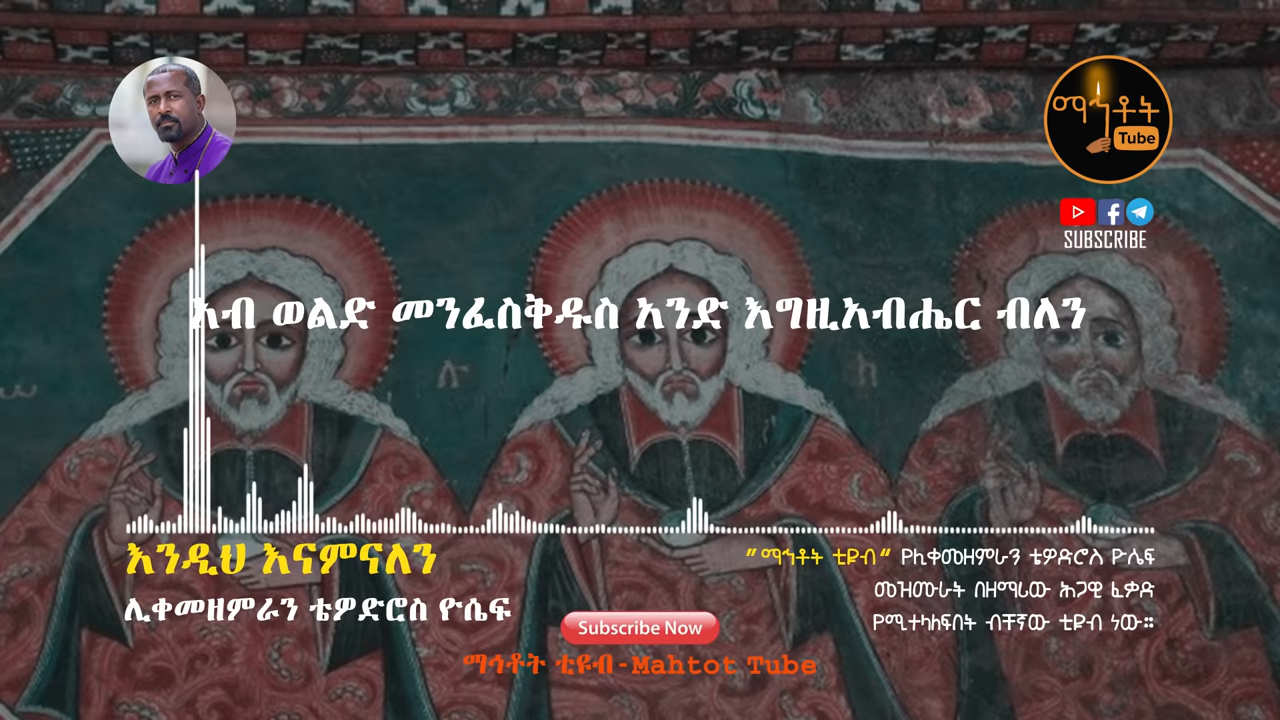 ማኅቶት
Tube
SUBSCRIBE
አብ ወልድ መንፈስቅዱስ አንድ እግዚአብሔር ብለን
ሉ
ስ
እንዲህ እናምናለን
ሊቀመዘምራን ቴዎድሮስ ዮሴፍ
"ማኅቶት ቲዩብ" የሊቀመዘምራን ቴዎድሮስ ዮሴፍ
መዝሙራት በዘማሪው ሕጋዊ ፈቃድ
የሚተላለፍበት ብቸኛው ቲዩብ ነው።
Subscribe Now
ማኅቶት ቲዩብ-Mahtot Tube